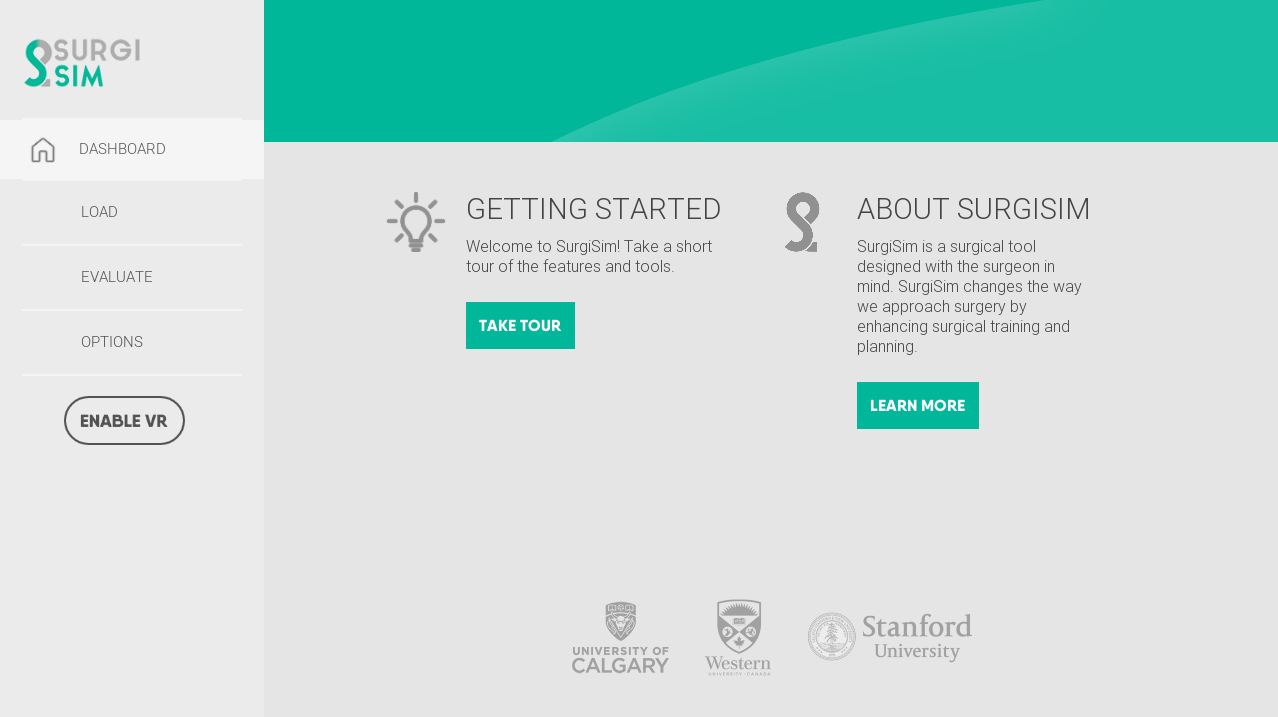 SURGI
SIM
DASHBOARD
LOAD
EVALUATE
OPTIONS
ENABLE VR
GETTING STARTED
Welcome to SurgiSim! Take a short
tour of the features and tools.
TAKE TOUR
ABOUT SURGISIM
SurgiSim is a surgical tool
designed with the surgeon in
mind. SurgiSim changes the way
we approach surgery by
enhancing surgical training and
planning.
LEARN MORE
UNIVERSITY OF
CALGARY
Western
UNIVERSITY · CANADA
Stanford
University